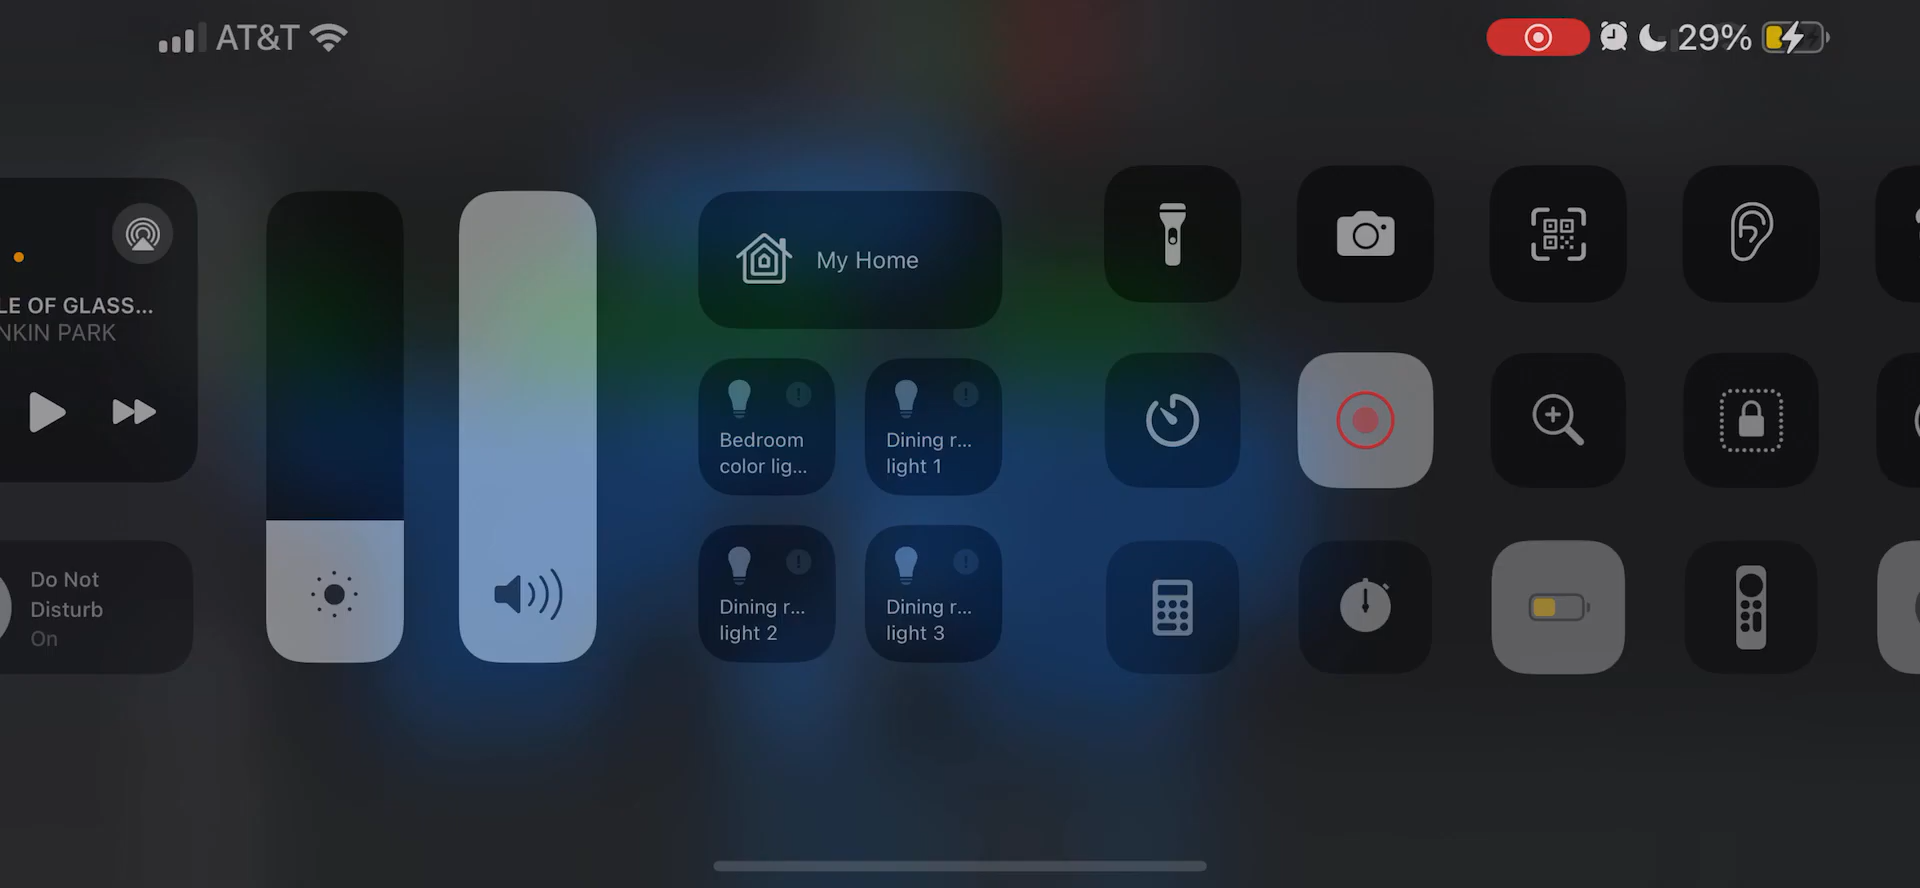 AT&T
29%
LE OF GLASS...
NKIN PARK
My Home
Bedroom
color lig...
Dining r...
light 1
Dining r...
light 2
Dining r...
light 3
Do Not
Disturb
On